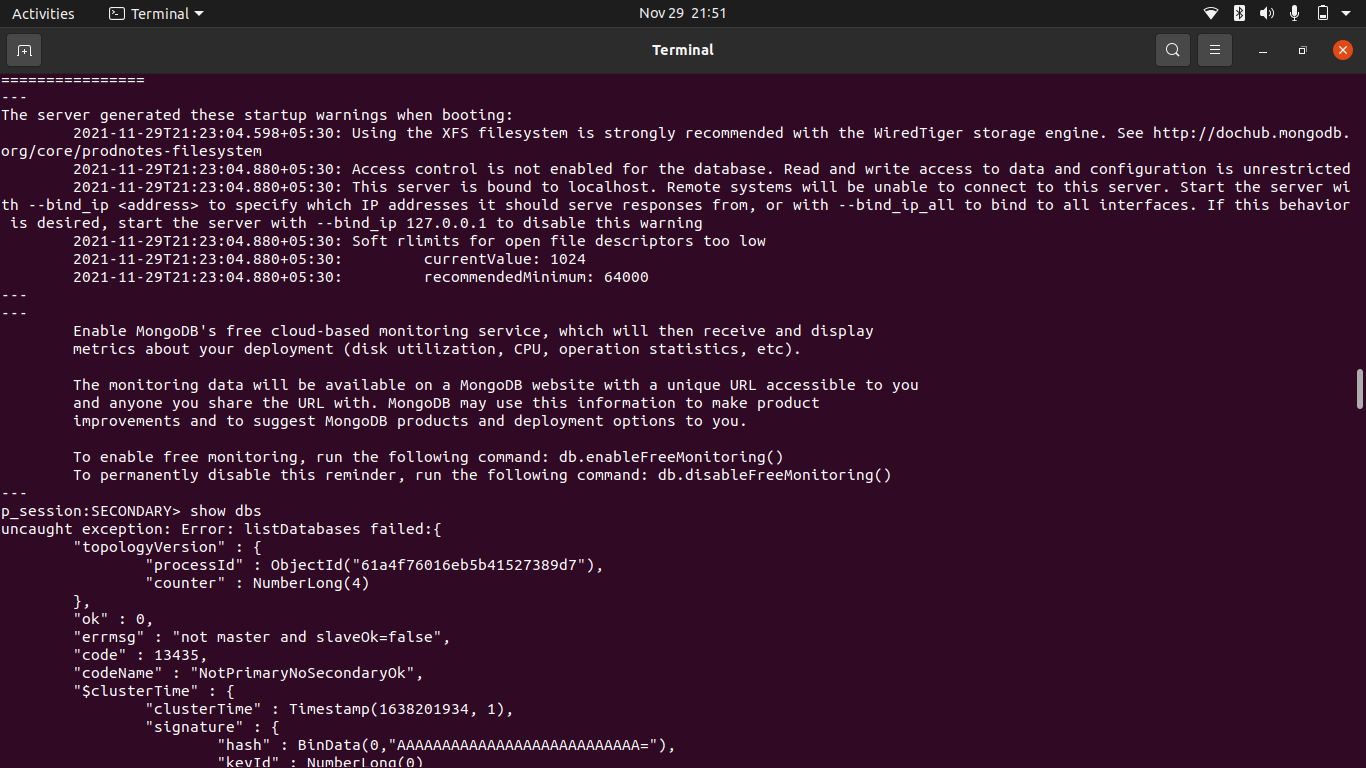 Activities Terminal Nov 29 21:51
Terminal
================
---
The server generated these startup warnings when booting:
        2021-11-29T21:23:04.598+05:30: Using the XFS filesystem is strongly recommended with the WiredTiger storage engine. See http://dochub.mongodb.
org/core/prodnotes-filesystem
        2021-11-29T21:23:04.880+05:30: Access control is not enabled for the database. Read and write access to data and configuration is unrestricted
        2021-11-29T21:23:04.880+05:30: This server is bound to localhost. Remote systems will be unable to connect to this server. Start the server wi
th --bind_ip <address> to specify which IP addresses it should serve responses from, or with --bind_ip_all to bind to all interfaces. If this behavior
 is desired, start the server with --bind_ip 127.0.0.1 to disable this warning
        2021-11-29T21:23:04.880+05:30: Soft rlimits for open file descriptors too low
        2021-11-29T21:23:04.880+05:30:         currentValue: 1024
        2021-11-29T21:23:04.880+05:30:         recommendedMinimum: 64000
---
---
        Enable MongoDB's free cloud-based monitoring service, which will then receive and display
        metrics about your deployment (disk utilization, CPU, operation statistics, etc).

        The monitoring data will be available on a MongoDB website with a unique URL accessible to you
        and anyone you share the URL with. MongoDB may use this information to make product
        improvements and to suggest MongoDB products and deployment options to you.

        To enable free monitoring, run the following command: db.enableFreeMonitoring()
        To permanently disable this reminder, run the following command: db.disableFreeMonitoring()
---
p_session:SECONDARY> show dbs
uncaught exception: Error: listDatabases failed:{
        "topologyVersion" : {
                "processId" : ObjectId("61a4f76016eb5b41527389d7"),
                "counter" : NumberLong(4)
        },
        "ok" : 0,
        "errmsg" : "not master and slaveOk=false",
        "code" : 13435,
        "codeName" : "NotPrimaryNoSecondaryOk",
        "$clusterTime" : {
                "clusterTime" : Timestamp(1638201934, 1),
                "signature" : {
                        "hash" : BinData(0,"AAAAAAAAAAAAAAAAAAAAAAAAAAA="),
                        "keyId" : NumberLong(0)